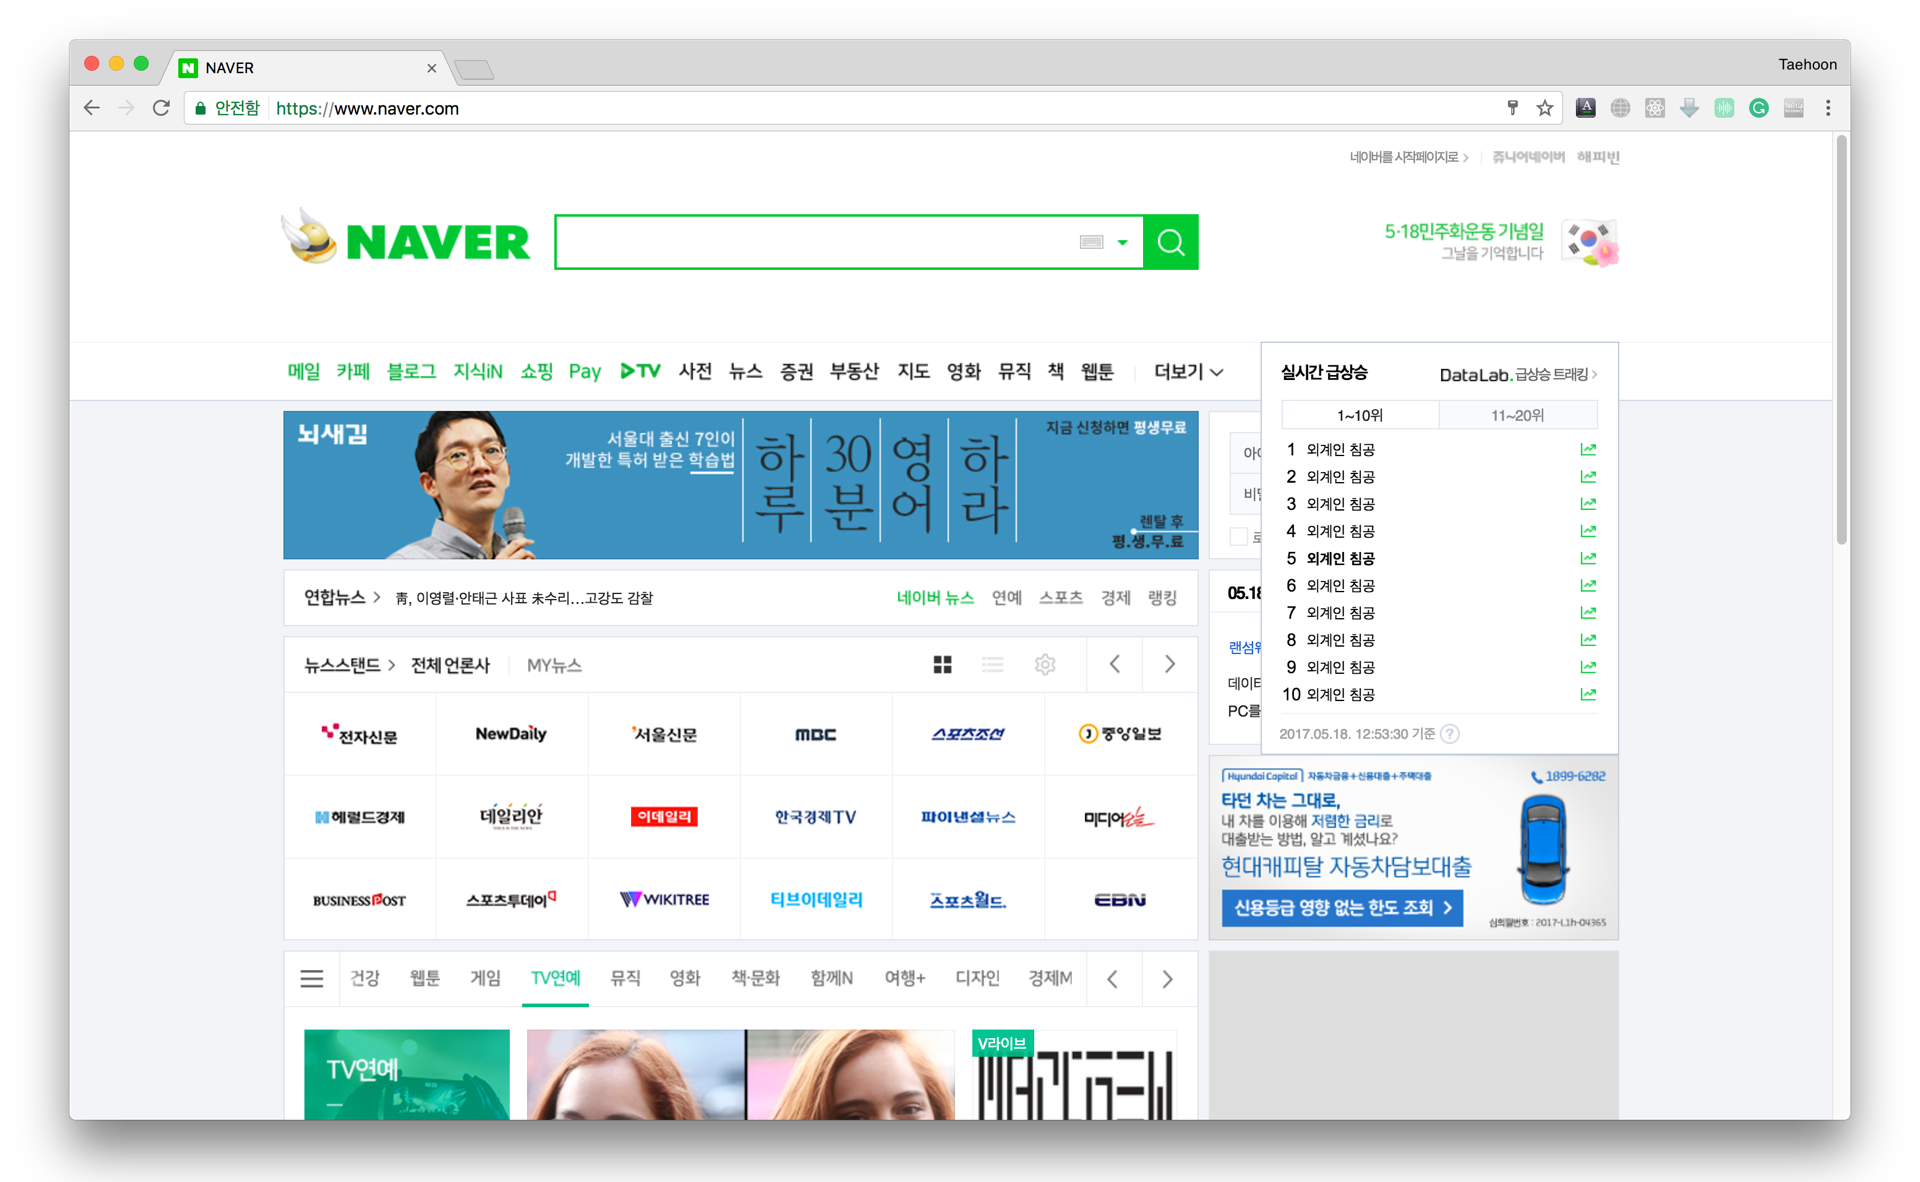 NAVER
Taehoon
안전함 https://www.naver.com
네이버를 시작페이지로 쥬니어네이버 해피빈
NAVER
5·18민주화운동 기념일
그날을 기억합니다
메일 카페 블로그 지식iN 쇼핑 Pay TV 사전 뉴스 증권 부동산 지도 영화 뮤직 책 웹툰 더보기
실시간 급상승 DataLab. 급상승 트래킹
1~10위 11~20위
1 외계인 침공
2 외계인 침공
3 외계인 침공
4 외계인 침공
5 외계인 침공
6 외계인 침공
7 외계인 침공
8 외계인 침공
9 외계인 침공
10 외계인 침공
2017.05.18. 12:53:30 기준 ?
뇌새김
서울대 출신 7인이
개발한 특허 받은 학습법
하루 30분 영어 하라
지금 신청하면 평생무료
렌탈 후
평.생.무.료
연합뉴스 > 靑, 이영렬·안태근 사표 未수리...고강도 감찰
네이버 뉴스 연예 스포츠 경제 랭킹
05.18
데이터
PC를
뉴스스탠드 > 전체 언론사 MY뉴스
전자신문 NewDaily 서울신문 MBC 스포츠조선 중앙일보
헤럴드경제 데일리안 이데일리 한국경제TV 파이낸셜뉴스 미디어오늘
BUSINESSPOST 스포츠투데이 WIKITREE 티브이데일리 스포츠월드. EBN
Hyundai Capital 자동차금융+신용대출+주택대출 1899-6282
타던 차는 그대로,
내 차를 이용해 저렴한 금리로
대출받는 방법, 알고 계셨나요?
현대캐피탈 자동차담보대출
신용등급 영향 없는 한도 조회 >
심의필번호 : 2017-L1h-04365
건강 웹툰 게임 TV연예 뮤직 영화 책·문화 함께N 여행+ 디자인 경제M
TV연예
V라이브